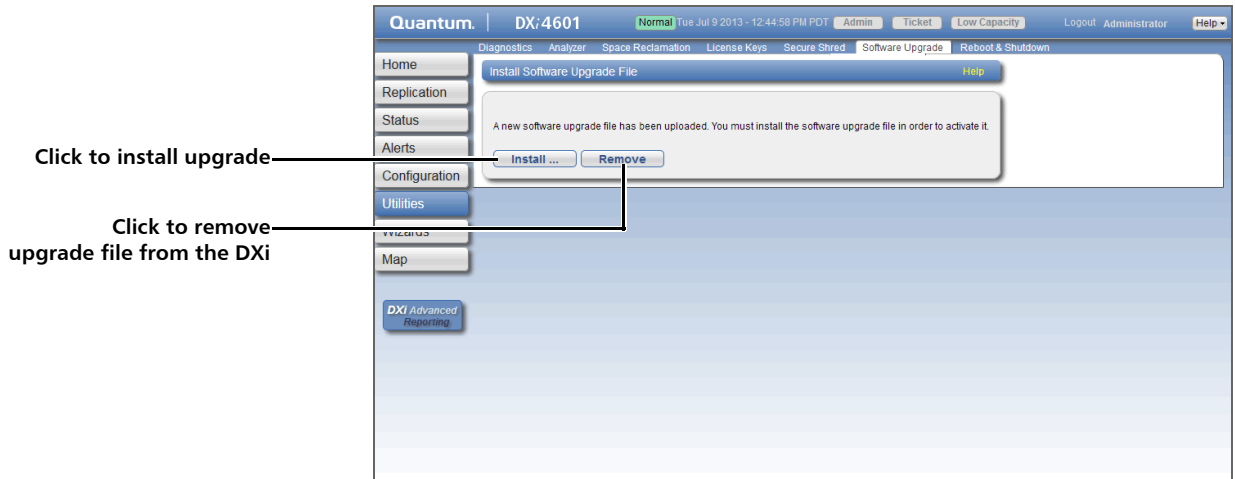 Quantum. DXi4601 Normal Tue Jul 9 2013 - 12:44:58 PM PDT Admin Ticket Low Capacity Logout Administrator Help
Diagnostics Analyzer Space Reclamation License Keys Secure Shred Software Upgrade Reboot & Shutdown
Home
Replication
Status
Alerts
Configuration
Utilities
Wizards
Map
DXi Advanced
Reporting
Install Software Upgrade File Help
A new software upgrade file has been uploaded. You must install the software upgrade file in order to activate it.
Install ... Remove
Click to install upgrade
Click to remove
upgrade file from the DXi